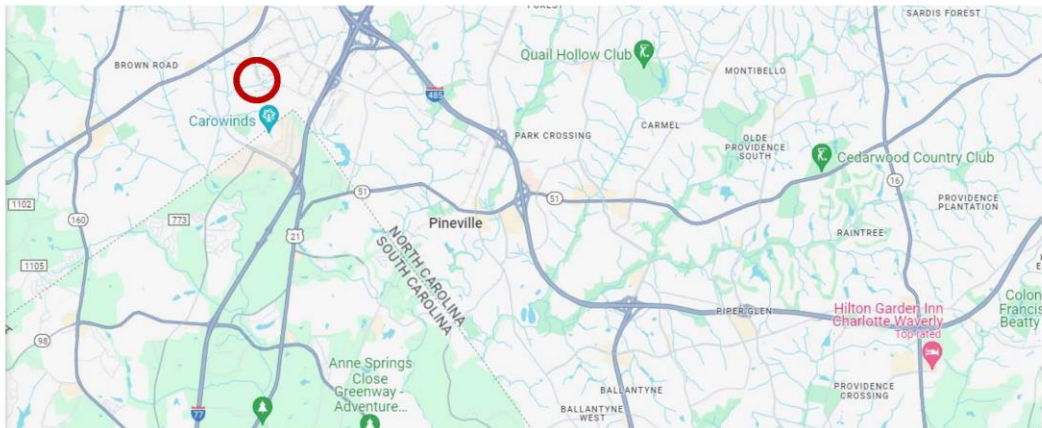 SARDIS FOREST
BROWN ROAD
Quail Hollow Club
MONTIBELLO
485
Carowinds
PARK CROSSING
CARMEL
OLDE
PROVIDENCE
SOUTH
Cedarwood Country Club
16
51
51
1102
160
773
PROVIDENCE
PLANTATION
Pineville
21
RAINTREE
NORTH CAROLINA
SOUTH CAROLINA
1105
Hilton Garden Inn
Charlotte Waverly
Top rated
Colon
Francis
Beatty
PIPER GLEN
98
Anne Springs
Close
Greenway -
Adventure...
BALLANTYNE
PROVIDENCE
CROSSING
77
BALLANTYNE
WEST